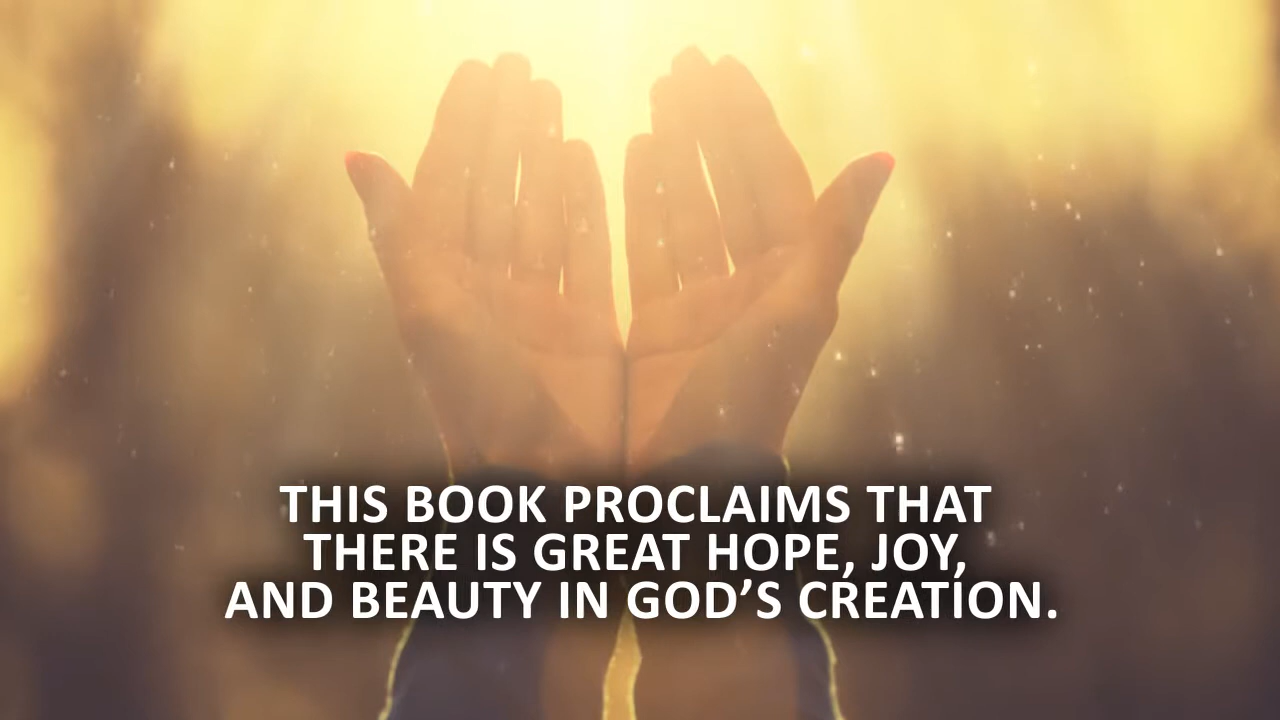 THIS BOOK PROCLAIMS THAT
THERE IS GREAT HOPE, JOY,
AND BEAUTY IN GOD’S CREATION.